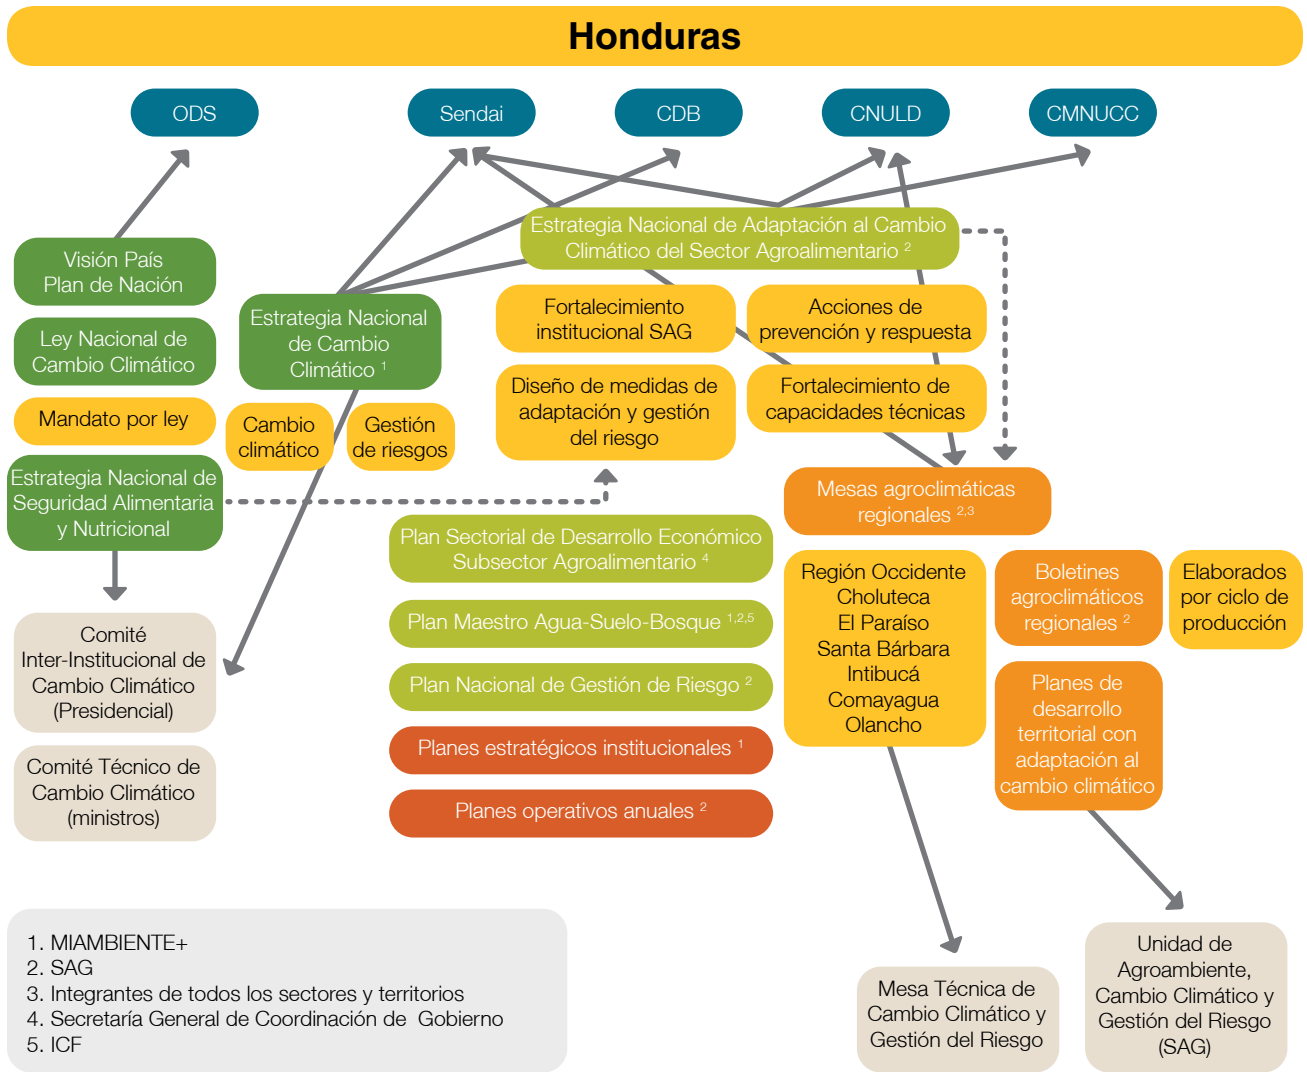 Honduras
ODS
Sendai
CDB
CNULD
CMNUCC
Visión País
Plan de Nación
Ley Nacional de
Cambio Climático
Mandato por ley
Estrategia Nacional de
Seguridad Alimentaria
y Nutricional
Comité
Inter-Institucional de
Cambio Climático
(Presidencial)
Comité Técnico de
Cambio Climático
(ministros)
Estrategia Nacional
de Cambio
Climático 1
Cambio
climático
Gestión
de riesgos
Estrategia Nacional de Adaptación al Cambio
Climático del Sector Agroalimentario 2
Fortalecimiento
institucional SAG
Acciones de
prevención y respuesta
Diseño de medidas de
adaptación y gestión
del riesgo
Fortalecimiento de
capacidades técnicas
Plan Sectorial de Desarrollo Económico
Subsector Agroalimentario 4
Plan Maestro Agua-Suelo-Bosque 1,2,5
Plan Nacional de Gestión de Riesgo 2
Planes estratégicos institucionales 1
Planes operativos anuales 2
Mesas agroclimáticas
regionales 2,3
Región Occidente
Choluteca
El Paraíso
Santa Bárbara
Intibucá
Comayagua
Olancho
Boletines
agroclimáticos
regionales 2
Elaborados
por ciclo de
producción
Planes de
desarrollo
territorial con
adaptación al
cambio climático
Mesa Técnica de
Cambio Climático y
Gestión del Riesgo
Unidad de
Agroambiente,
Cambio Climático y
Gestión del Riesgo
(SAG)
1. MIAMBIENTE+
2. SAG
3. Integrantes de todos los sectores y territorios
4. Secretaría General de Coordinación de Gobierno
5. ICF